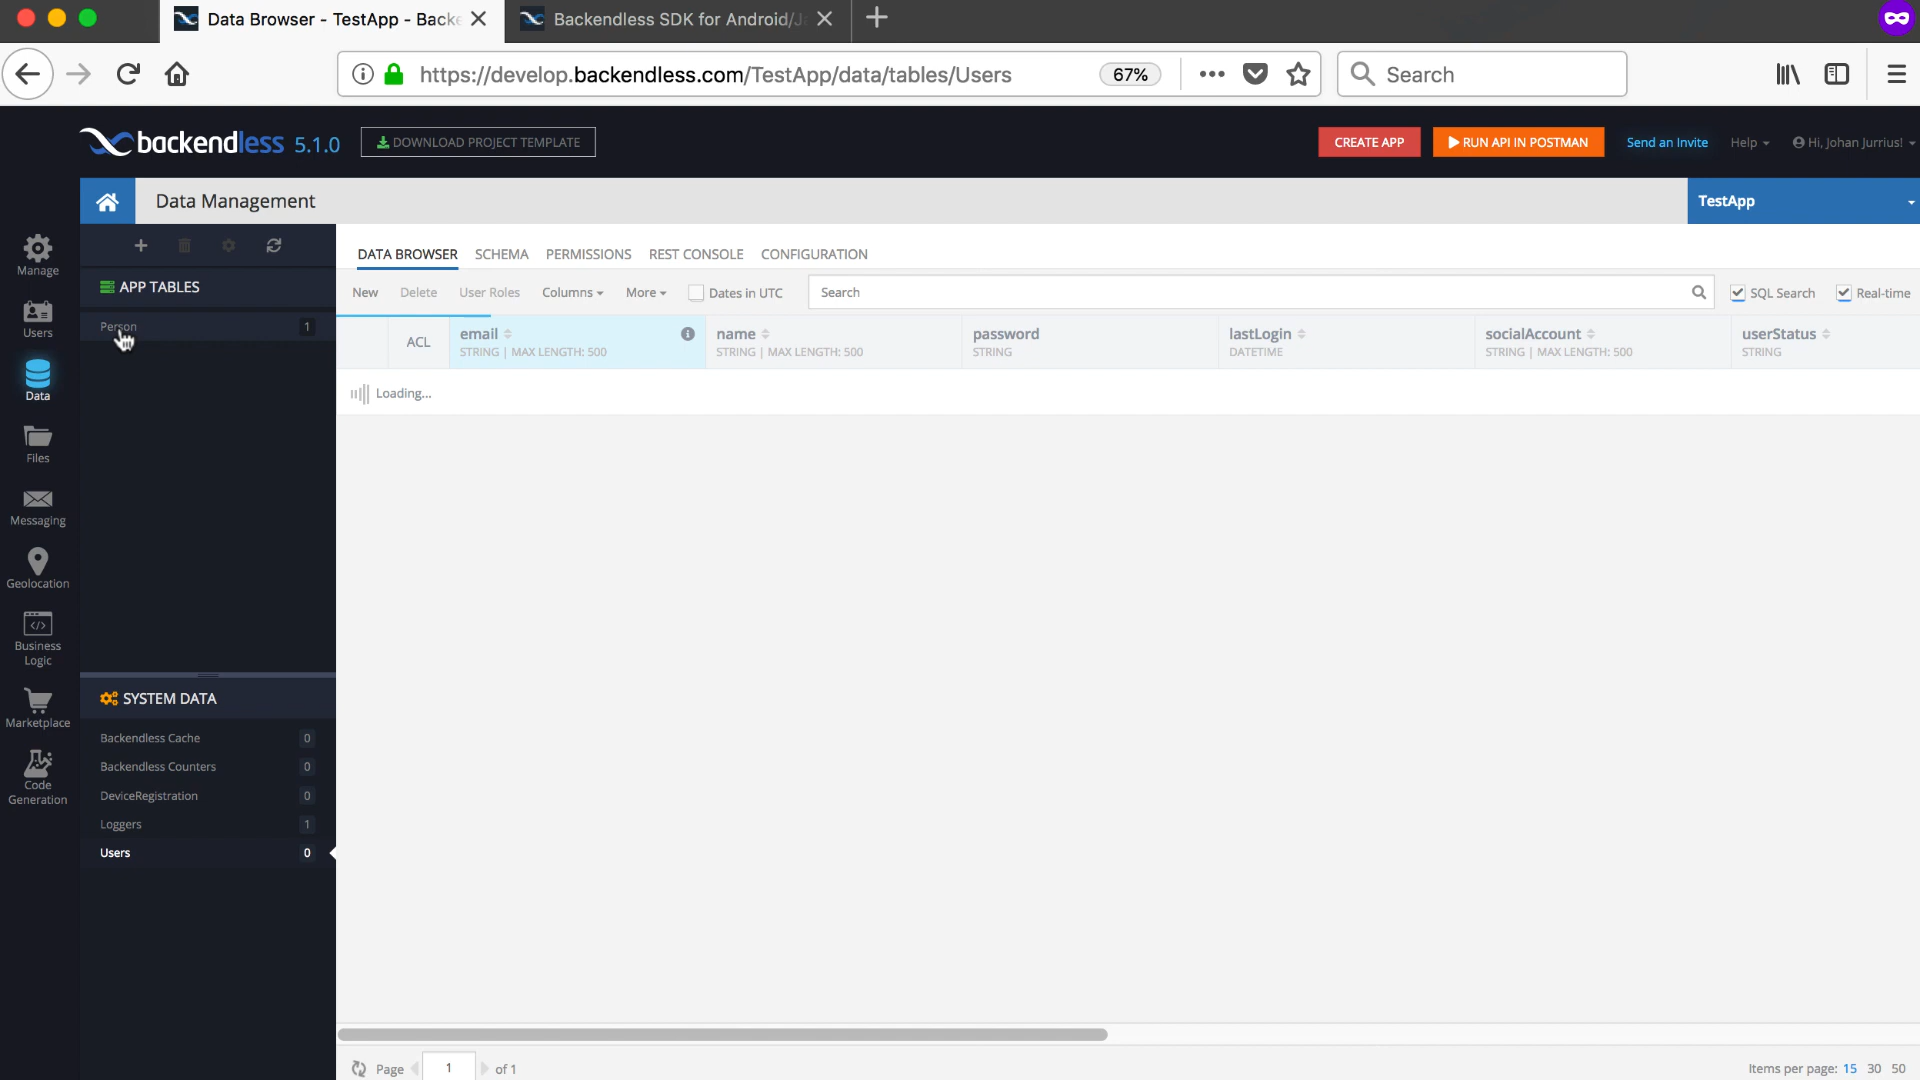 Data Browser - TestApp - Backe
Backendless SDK for Android/Ja
https://develop.backendless.com/TestApp/data/tables/Users
67%
Search
backendless 5.1.0
DOWNLOAD PROJECT TEMPLATE
CREATE APP
RUN API IN POSTMAN
Send an Invite
Help
Hi, Johan Jurrius!
Data Management
TestApp
Manage
Users
Data
Files
Messaging
Geolocation
Business
Logic
Marketplace
Code
Generation
APP TABLES
Person 1
SYSTEM DATA
Backendless Cache 0
Backendless Counters 0
DeviceRegistration 0
Loggers 1
Users 0
DATA BROWSER SCHEMA PERMISSIONS REST CONSOLE CONFIGURATION
New Delete User Roles Columns More Dates in UTC Search SQL Search Real-time
ACL
email
STRING | MAX LENGTH: 500
name
STRING | MAX LENGTH: 500
password
STRING
lastLogin
DATETIME
socialAccount
STRING | MAX LENGTH: 500
userStatus
STRING
Loading...
Page 1 of 1
Items per page: 15 30 50